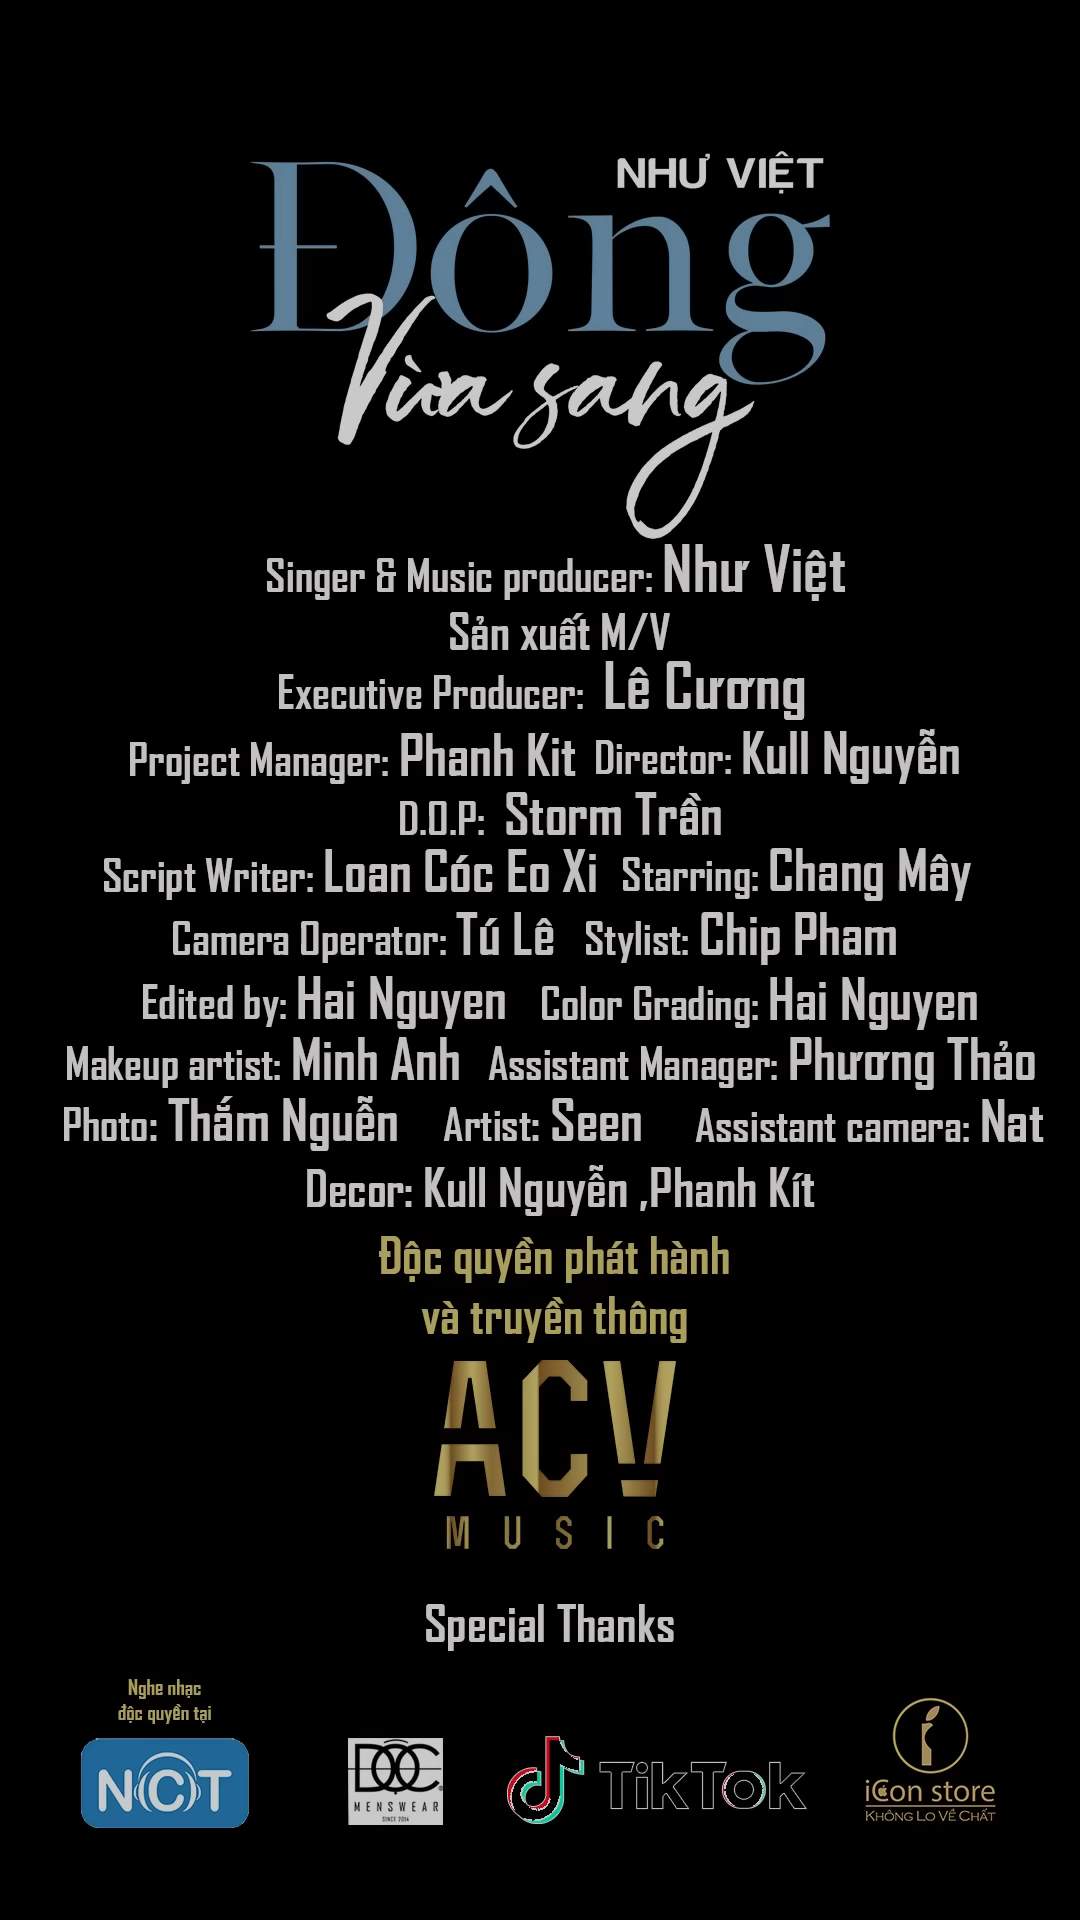 NHƯ VIỆT
Đông
Vừa sang
Singer & Music producer: Như Việt
Sản xuất M/V
Executive Producer: Lê Cương
Project Manager: Phanh Kit Director: Kull Nguyễn
D.O.P: Storm Trần
Script Writer: Loan Cóc Eo Xi Starring: Chang Mây
Camera Operator: Tú Lê Stylist: Chip Pham
Edited by: Hai Nguyen Color Grading: Hai Nguyen
Makeup artist: Minh Anh Assistant Manager: Phương Thảo
Photo: Thắm Nguễn Artist: Seen Assistant camera: Nat
Decor: Kull Nguyễn ,Phanh Kít
Độc quyền phát hành
và truyền thông
ACV
MUSIC
Special Thanks
Nghe nhạc
độc quyền tại
NCT
DOC
MENSWEAR
SINCE 2014
TikTok
iCon store
KHÔNG LO VỀ CHẤT